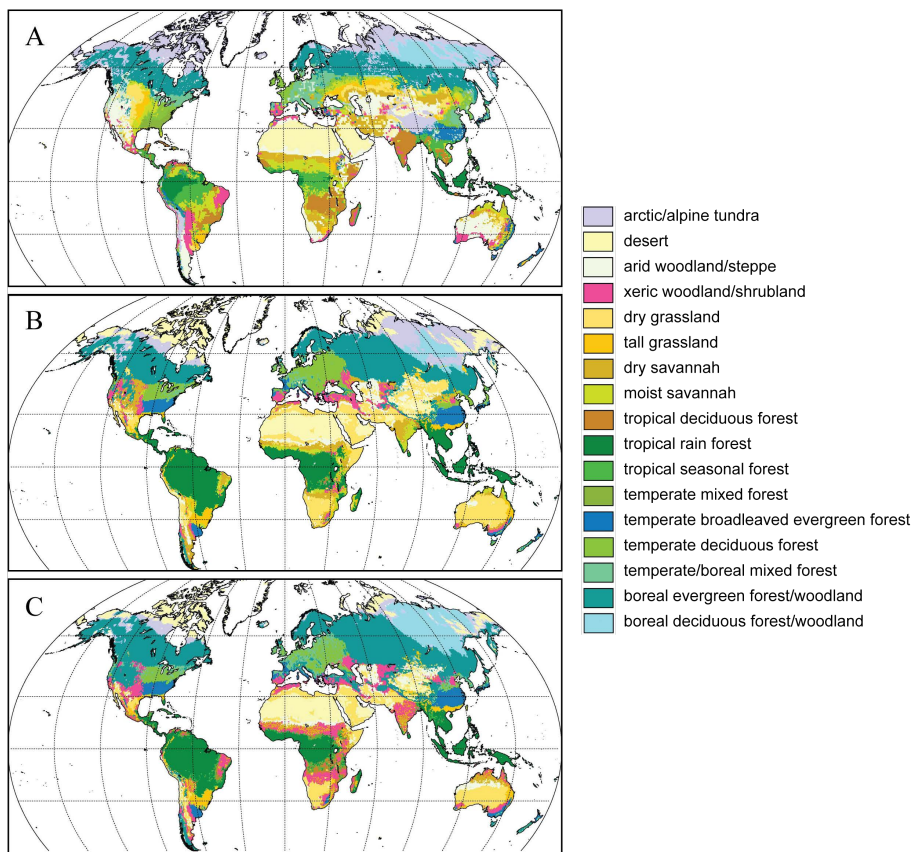 A
B
C
arctic/alpine tundra
desert
arid woodland/steppe
xeric woodland/shrubland
dry grassland
tall grassland
dry savannah
moist savannah
tropical deciduous forest
tropical rain forest
tropical seasonal forest
temperate mixed forest
temperate broadleaved evergreen forest
temperate deciduous forest
temperate/boreal mixed forest
boreal evergreen forest/woodland
boreal deciduous forest/woodland